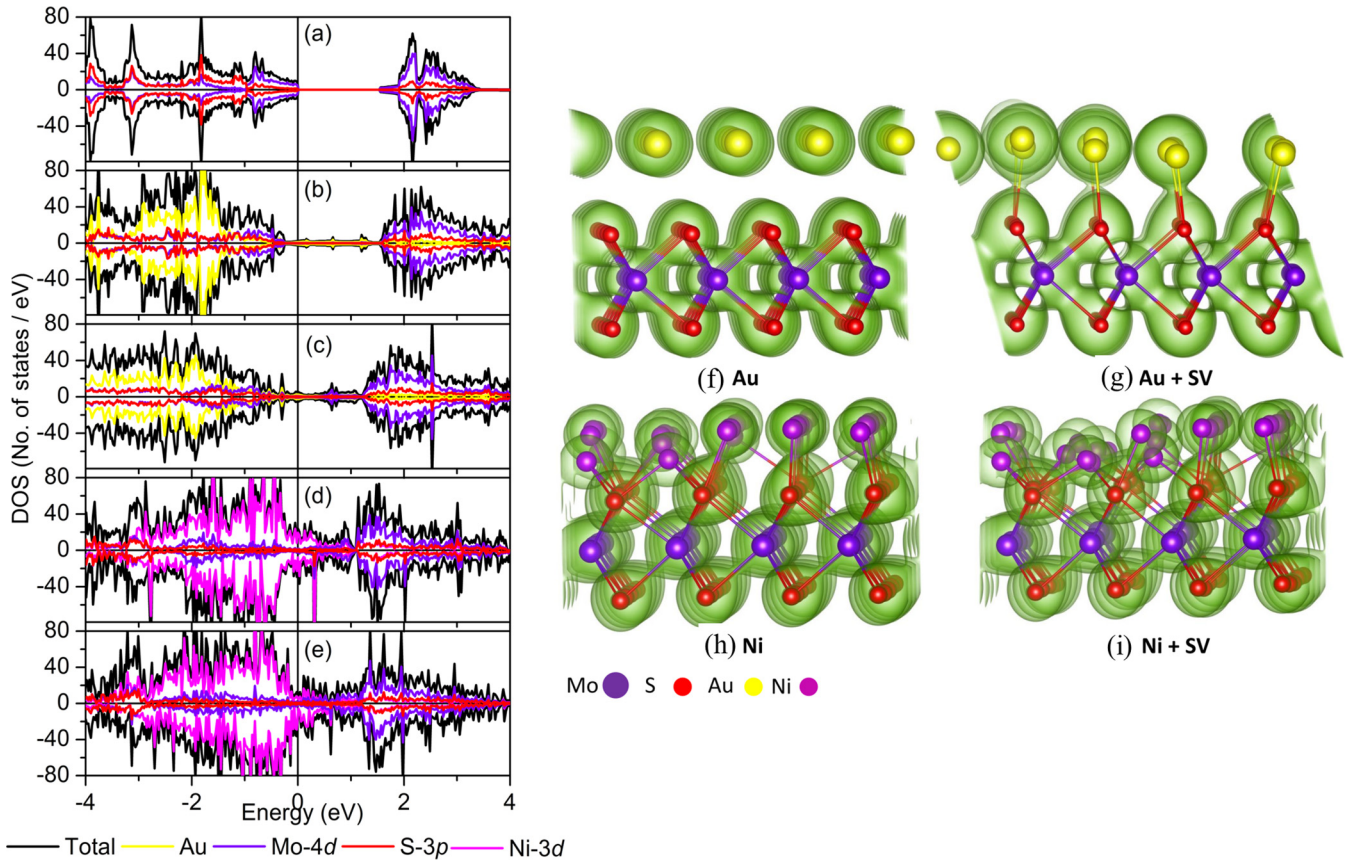 80
40
0
-40
(a)
80
40
0
-40
(b)
80
40
0
-40
(c)
80
40
0
-40
(d)
80
40
0
-40
-80
(e)
DOS (No. of states / eV)
-4 -2 0 2 4
Energy (eV)
Total Au Mo-4d S-3p Ni-3d
(f) Au
(g) Au + SV
(h) Ni
(i) Ni + SV
Mo S Au Ni